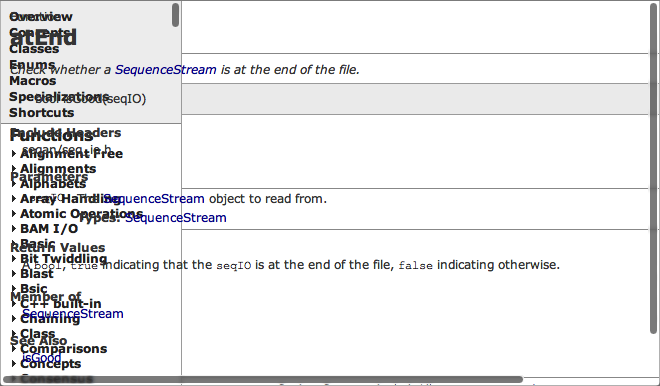 Overview
Contents
Classes
Enums
Macros
Specializations
Shortcuts
Functions
Alignment Free
Alignments
Alphabets
Array Handling
Atomic Operations
BAM I/O
Basic
Bit Twiddling
Blast
Bsic
C++ built-in
Chaining
Class
Comparisons
Concepts
Consensus
atEnd
Check whether a SequenceStream is at the end of the file.
bool isGood(seqIO)
Include Headers
seqan/seq_io.h
Parameters
seqIO The SequenceStream object to read from.
Types: SequenceStream
Return Values
A bool, true indicating that the seqIO is at the end of the file, false indicating otherwise.
Member of
SequenceStream
See Also
isGood